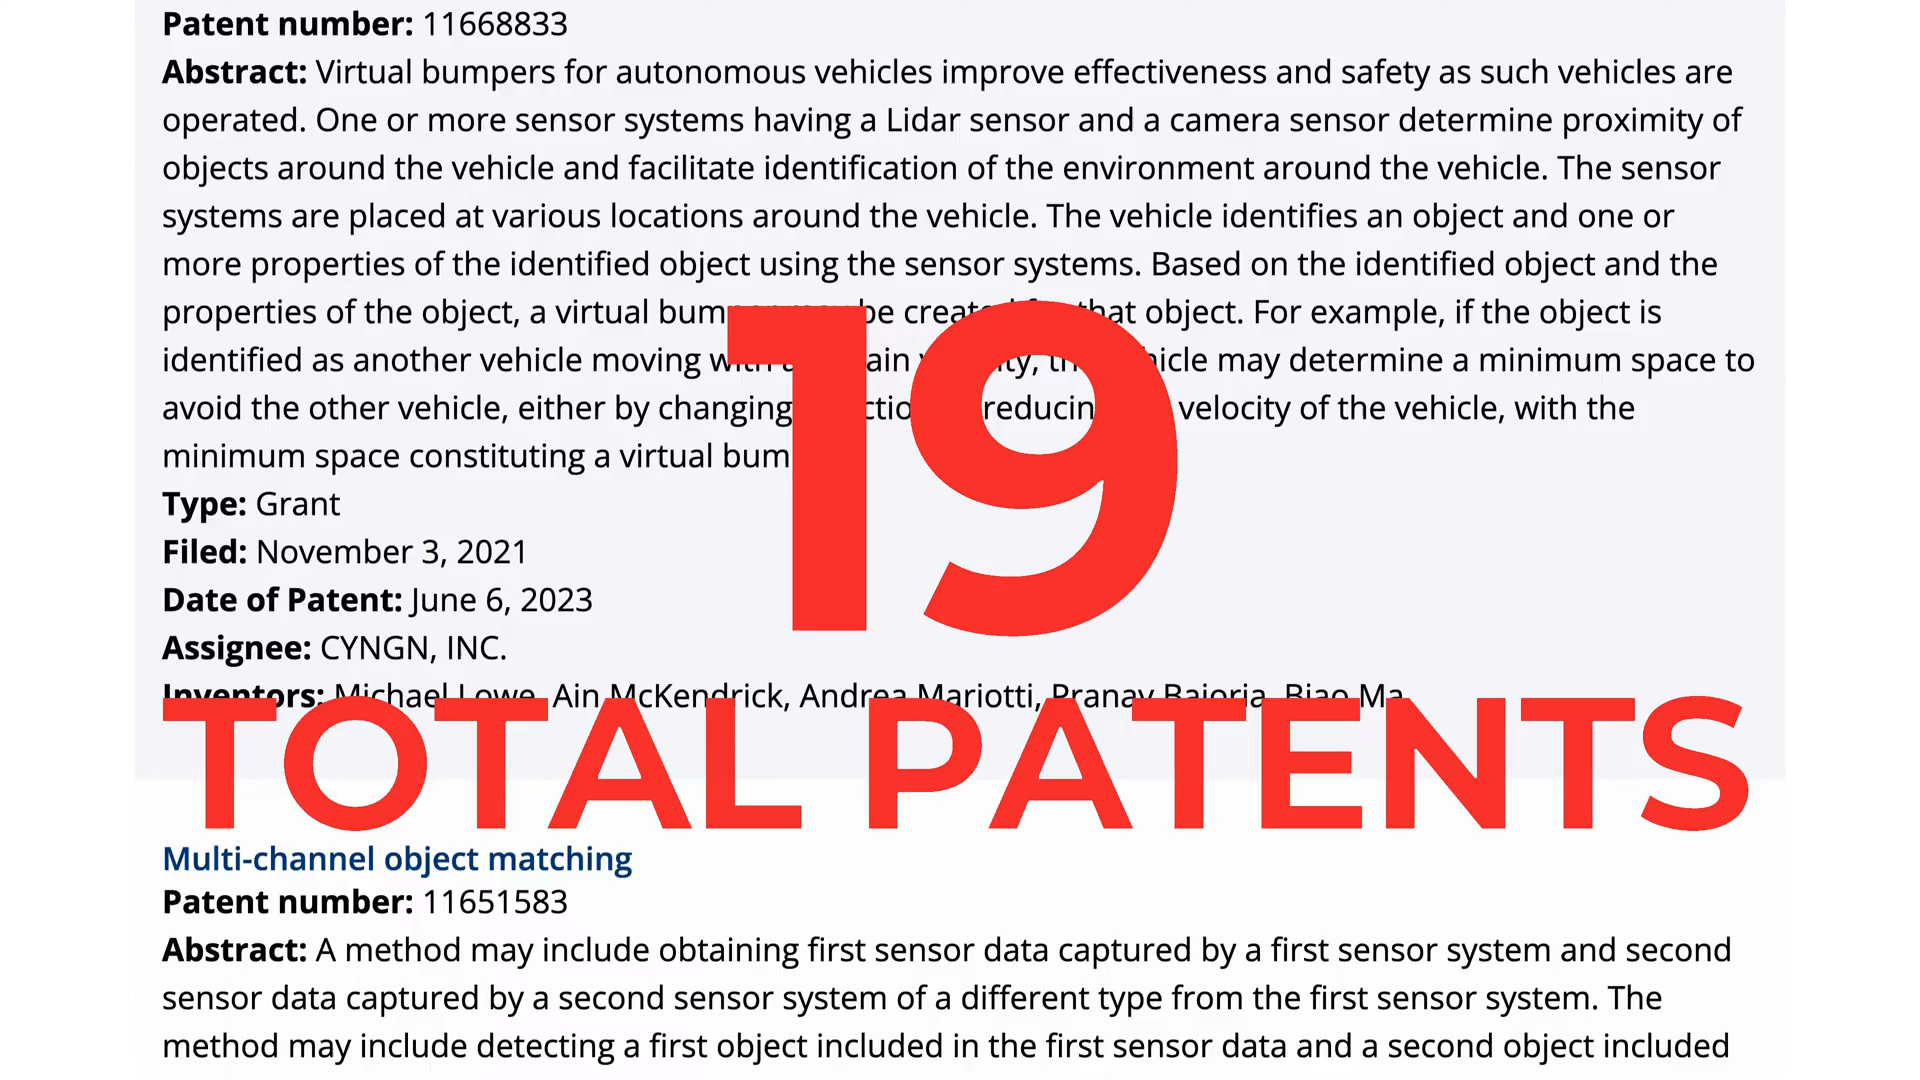 Patent number: 11668833
Abstract: Virtual bumpers for autonomous vehicles improve effectiveness and safety as such vehicles are
operated. One or more sensor systems having a Lidar sensor and a camera sensor determine proximity of
objects around the vehicle and facilitate identification of the environment around the vehicle. The sensor
systems are placed at various locations around the vehicle. The vehicle identifies an object and one or
more properties of the identified object using the sensor systems. Based on the identified object and the
properties of the object, a virtual be that object. For example, if the object is
identified as another vehicle moving may determine a minimum space to
avoid the other vehicle, either by changing velocity of the vehicle, with the
minimum space constituting a virtual
19
Type: Grant
Filed: November 3, 2021
Date of Patent: June 6, 2023
Assignee: CYNGN, INC.
Inventors: Michael Lowe, Ain McKendrick, Andrea Mariotti, Pranav Bajoria, Biao Ma
TOTAL PATENTS
Multi-channel object matching
Patent number: 11651583
Abstract: A method may include obtaining first sensor data captured by a first sensor system and second
sensor data captured by a second sensor system of a different type from the first sensor system. The
method may include detecting a first object included in the first sensor data and a second object included